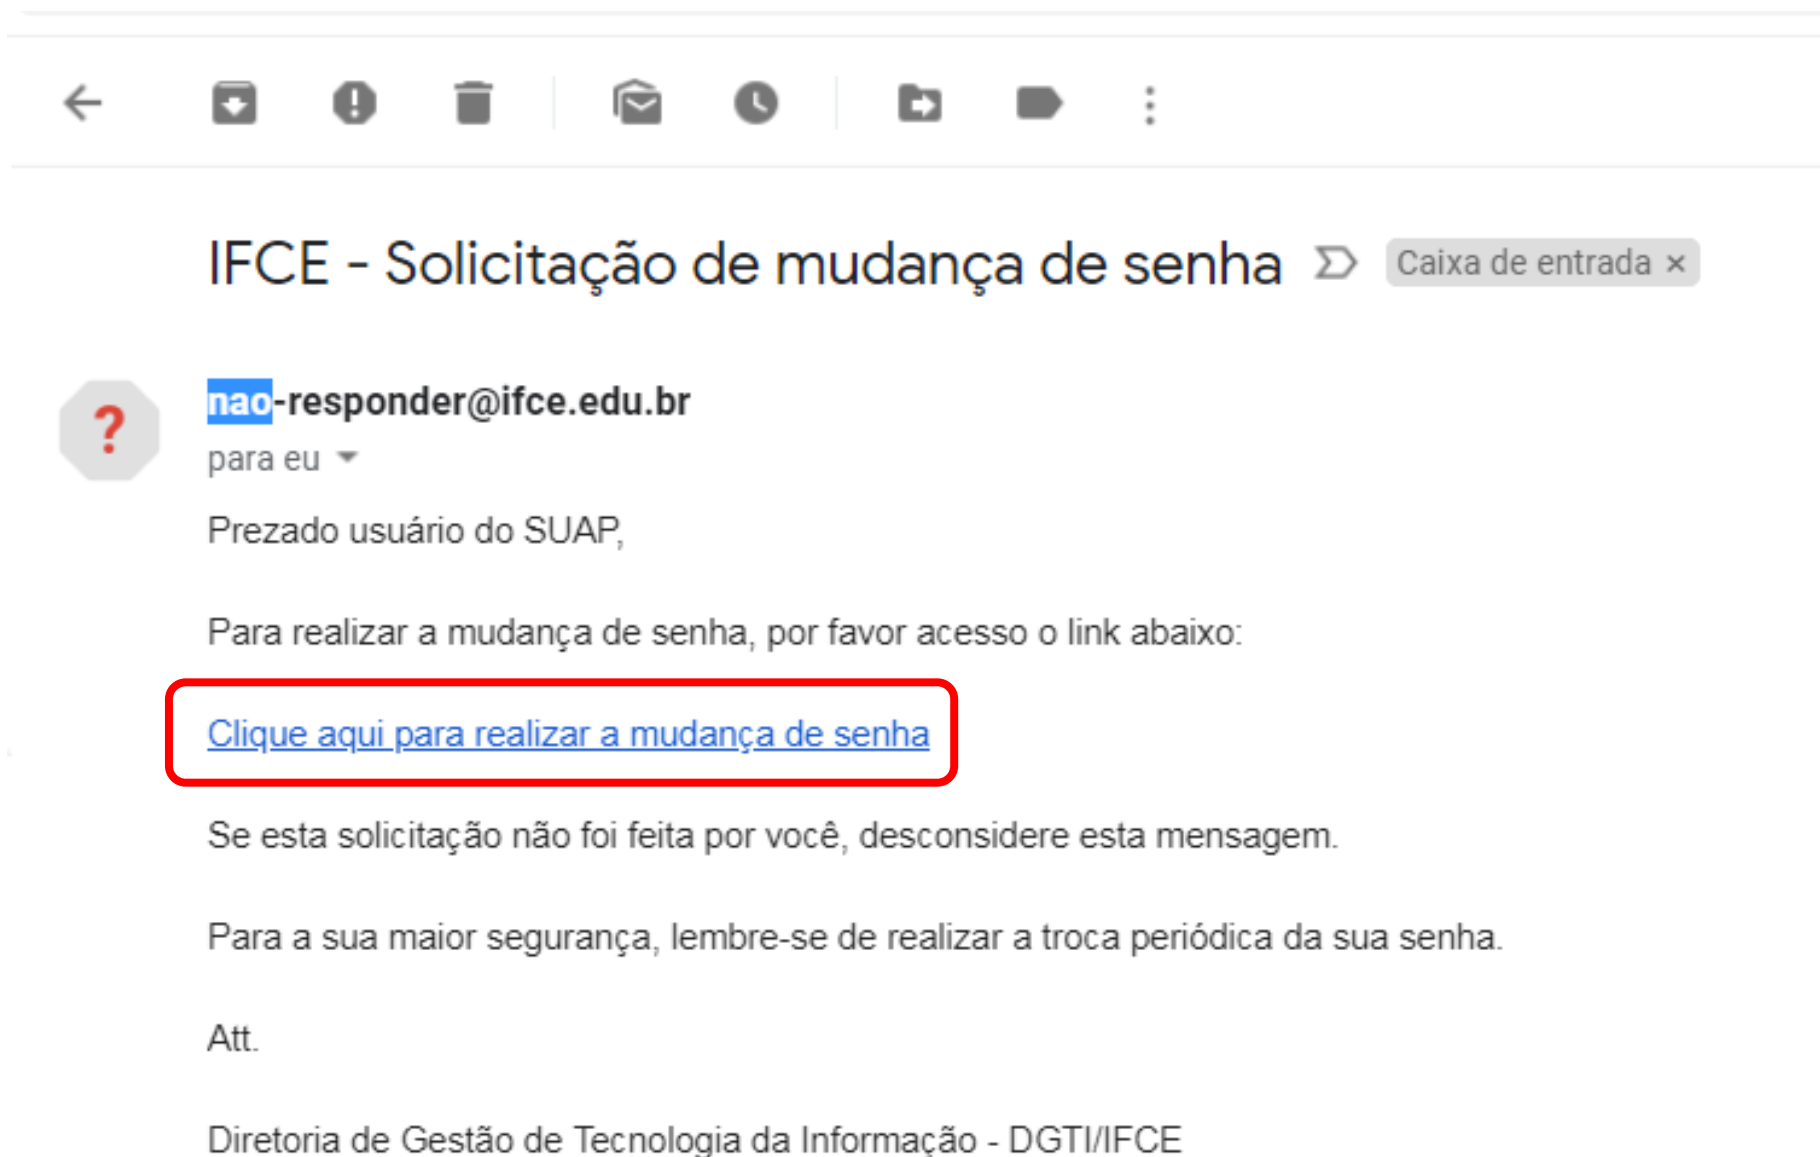 IFCE - Solicitação de mudança de senha Caixa de entrada ×
?
nao-responder@ifce.edu.br
para eu
Prezado usuário do SUAP,
Para realizar a mudança de senha, por favor acesso o link abaixo:
Clique aqui para realizar a mudança de senha
Se esta solicitação não foi feita por você, desconsidere esta mensagem.
Para a sua maior segurança, lembre-se de realizar a troca periódica da sua senha.
Att.
Diretoria de Gestão de Tecnologia da Informação - DGTI/IFCE